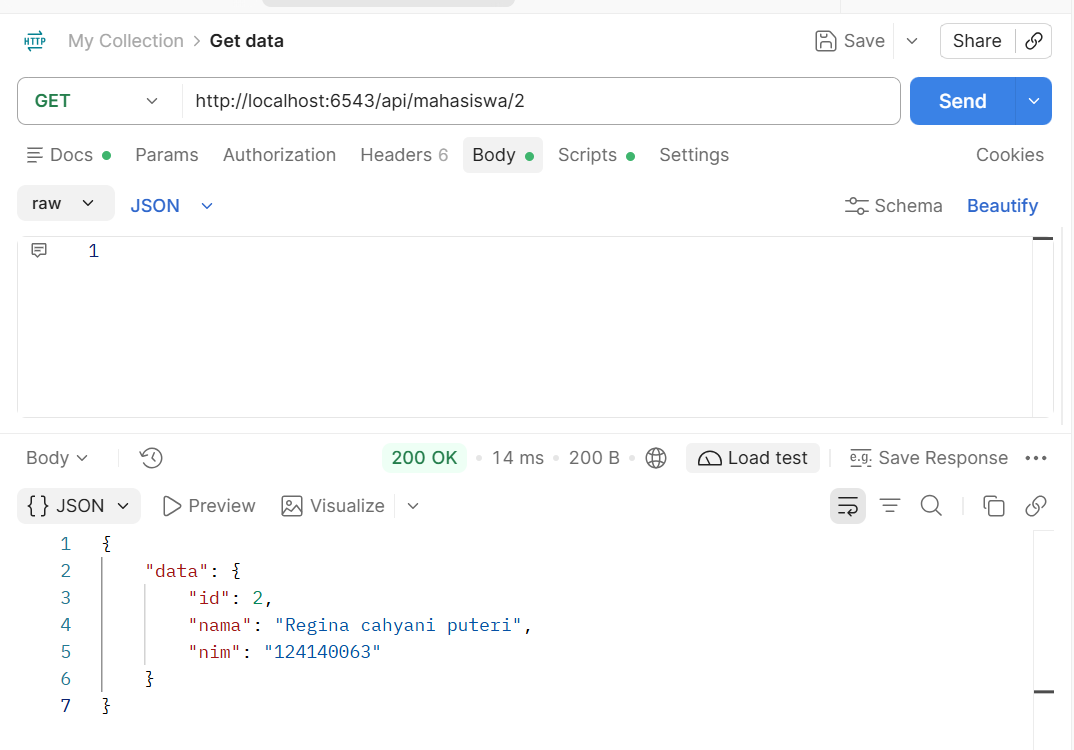 HTTP My Collection > Get data Save Share
GET http://localhost:6543/api/mahasiswa/2 Send
Docs Params Authorization Headers 6 Body Scripts Settings Cookies
raw JSON Schema Beautify
1
Body 200 OK • 14 ms • 200 B • Load test e.g. Save Response
{} JSON Preview Visualize
1 {
2     "data": {
3         "id": 2,
4         "nama": "Regina cahyani puteri",
5         "nim": "124140063"
6     }
7 }